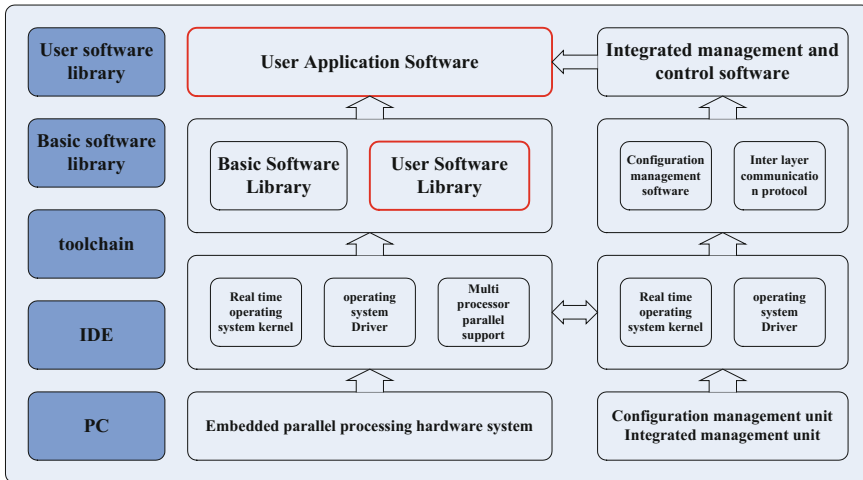 User software
library
User Application Software
Integrated management and
control software
Basic software
library
Basic Software
Library
User Software
Library
Configuration
management
software
Inter layer
communicatio
n protocol
toolchain
Real time
operating
system kernel
operating
system
Driver
Multi
processor
parallel
support
Real time
operating
system kernel
operating
system
Driver
IDE
PC
Embedded parallel processing hardware system
Configuration management unit
Integrated management unit